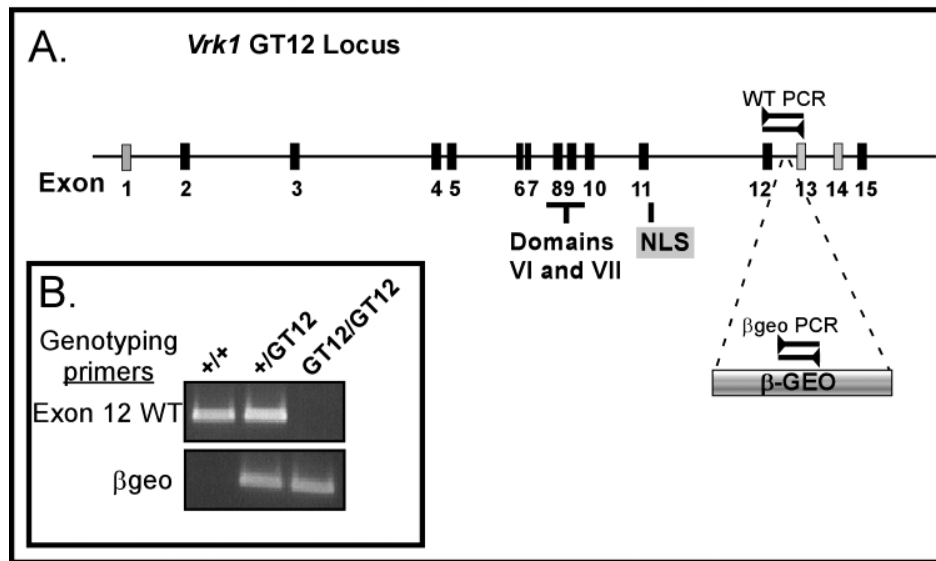 A.
Vrk1 GT12 Locus
WT PCR
Exon
1 2 3 4 5 6 7 8 9 10 11 12 13 14 15
Domains
VI and VII
NLS
βgeo PCR
β-GEO
B.
Genotyping
primers
+/+
+/GT12
GT12/GT12
Exon 12 WT
βgeo